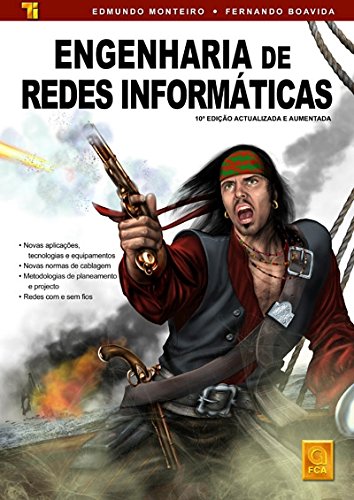 Ti
EDMUNDO MONTEIRO • FERNANDO BOAVIDA
ENGENHARIA DE
REDES INFORMÁTICAS
10ª EDIÇÃO ACTUALIZADA E AUMENTADA
• Novas aplicações,
tecnologias e equipamentos
• Novas normas de cablagem
• Metodologias de planeamento
e projecto
• Redes com e sem fios
FCA